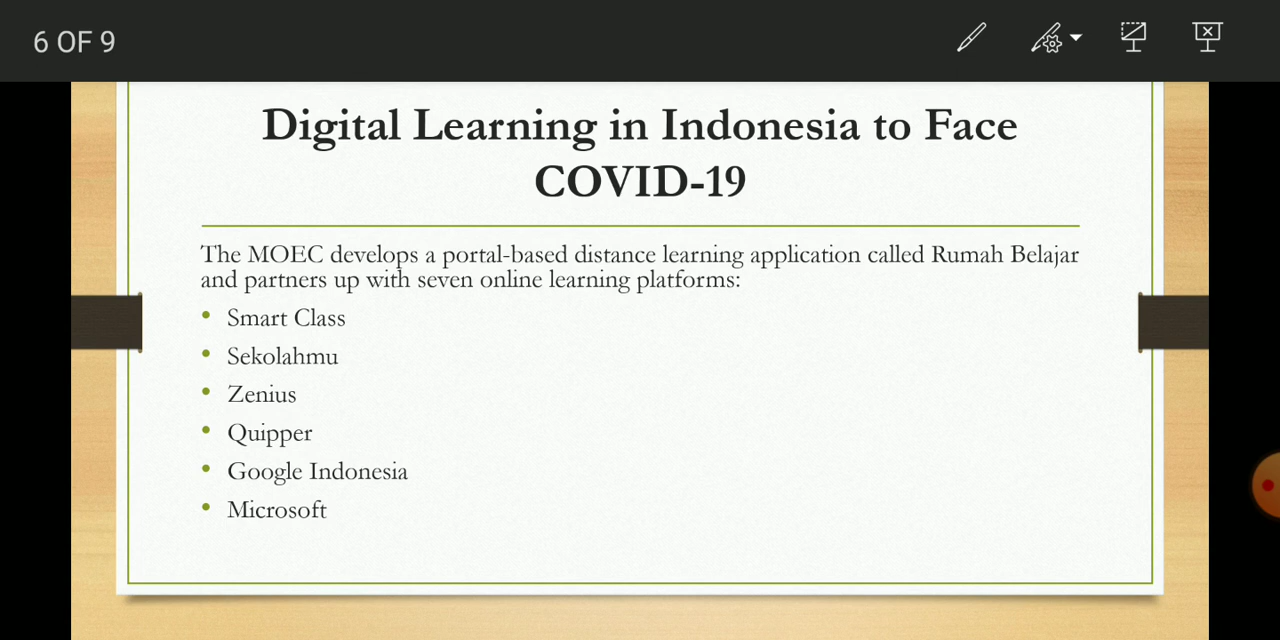 6 OF 9
Digital Learning in Indonesia to Face
COVID-19
The MOEC develops a portal-based distance learning application called Rumah Belajar
and partners up with seven online learning platforms:
• Smart Class
• Sekolahmu
• Zenius
• Quipper
• Google Indonesia
• Microsoft